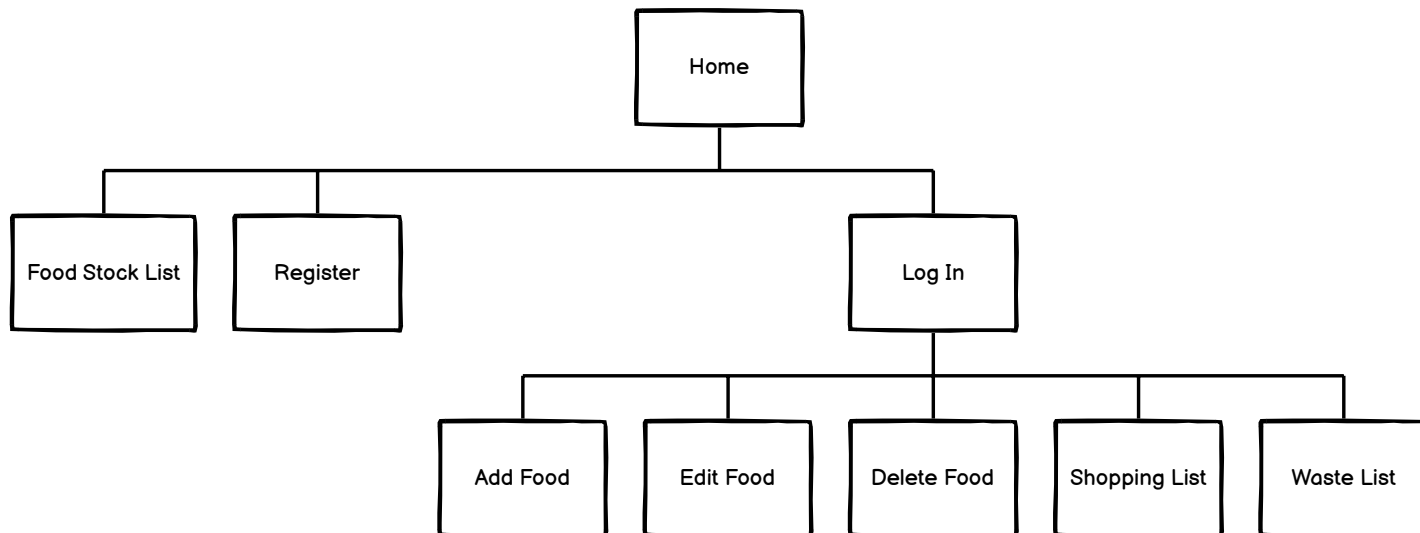 Home
Food Stock List
Register
Log In
Add Food
Edit Food
Delete Food
Shopping List
Waste List